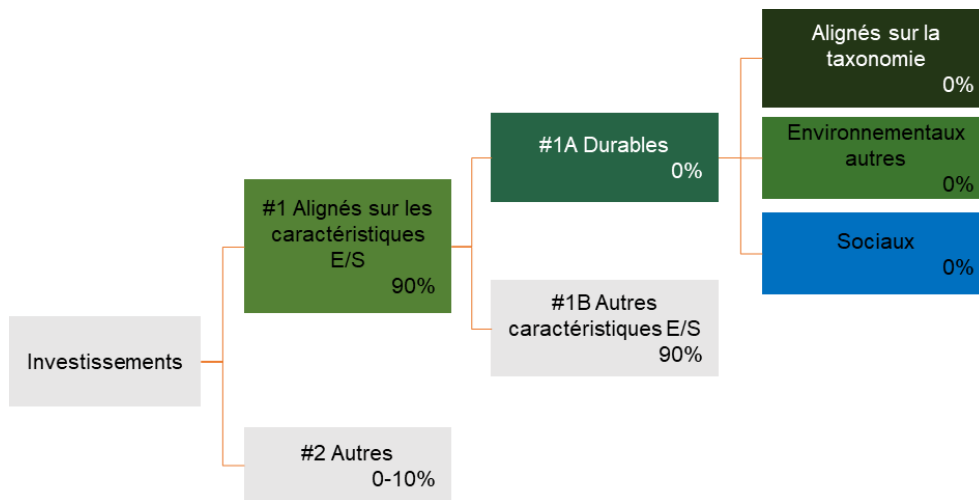 Investissements
#1 Alignés sur les
caractéristiques
E/S
90%
#2 Autres
0-10%
#1A Durables
0%
#1B Autres
caractéristiques E/S
90%
Alignés sur la
taxonomie
0%
Environnementaux
autres
0%
Sociaux
0%